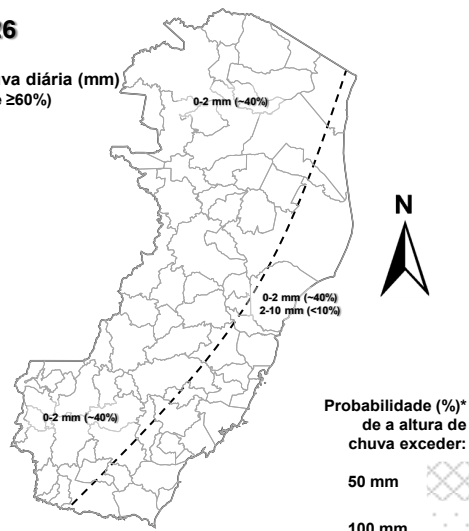 26
uva diária (mm)
e ≥60%)
0-2 mm (~40%)
N
0-2 mm (~40%)
2-10 mm (<10%)
0-2 mm (~40%)
Probabilidade (%)*
de a altura de
chuva exceder:
50 mm
100 mm